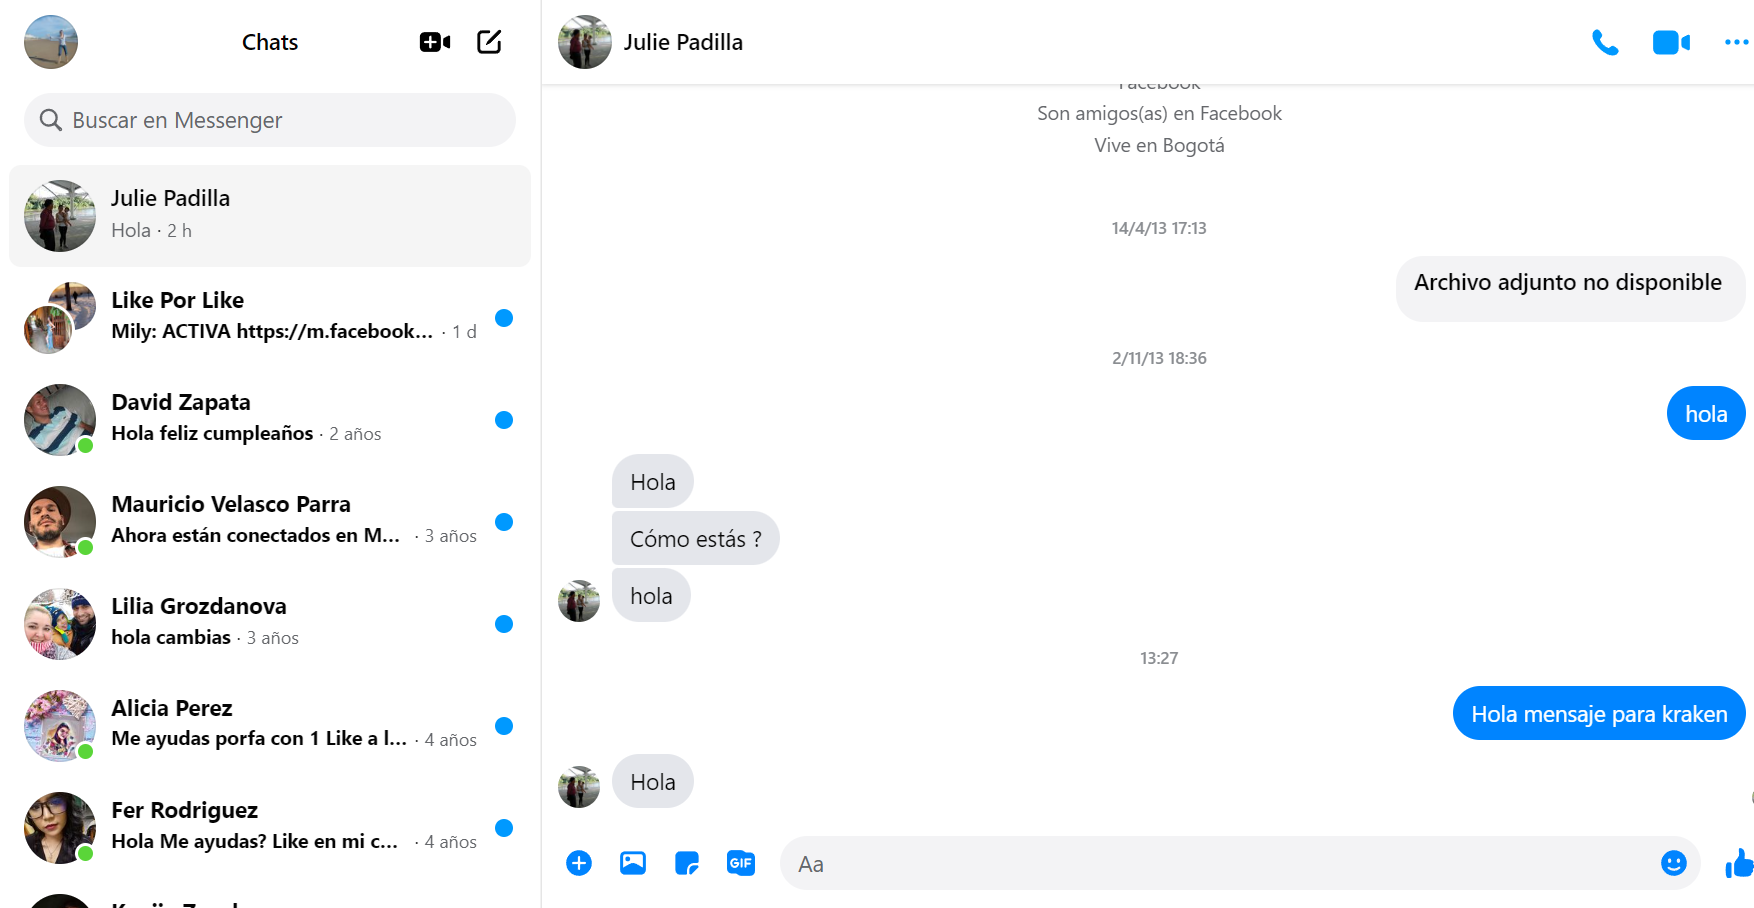 Chats
Buscar en Messenger
Julie Padilla
Hola · 2 h
Like Por Like
Mily: ACTIVA https://m.facebook... · 1 d
David Zapata
Hola feliz cumpleaños · 2 años
Mauricio Velasco Parra
Ahora están conectados en M... · 3 años
Lilia Grozdanova
hola cambias · 3 años
Alicia Perez
Me ayudas porfa con 1 Like a l... · 4 años
Fer Rodriguez
Hola Me ayudas? Like en mi c... · 4 años
Julie Padilla
Facebook
Son amigos(as) en Facebook
Vive en Bogotá
14/4/13 17:13
Archivo adjunto no disponible
2/11/13 18:36
hola
Hola
Cómo estás ?
hola
13:27
Hola mensaje para kraken
Hola
GIF
Aa